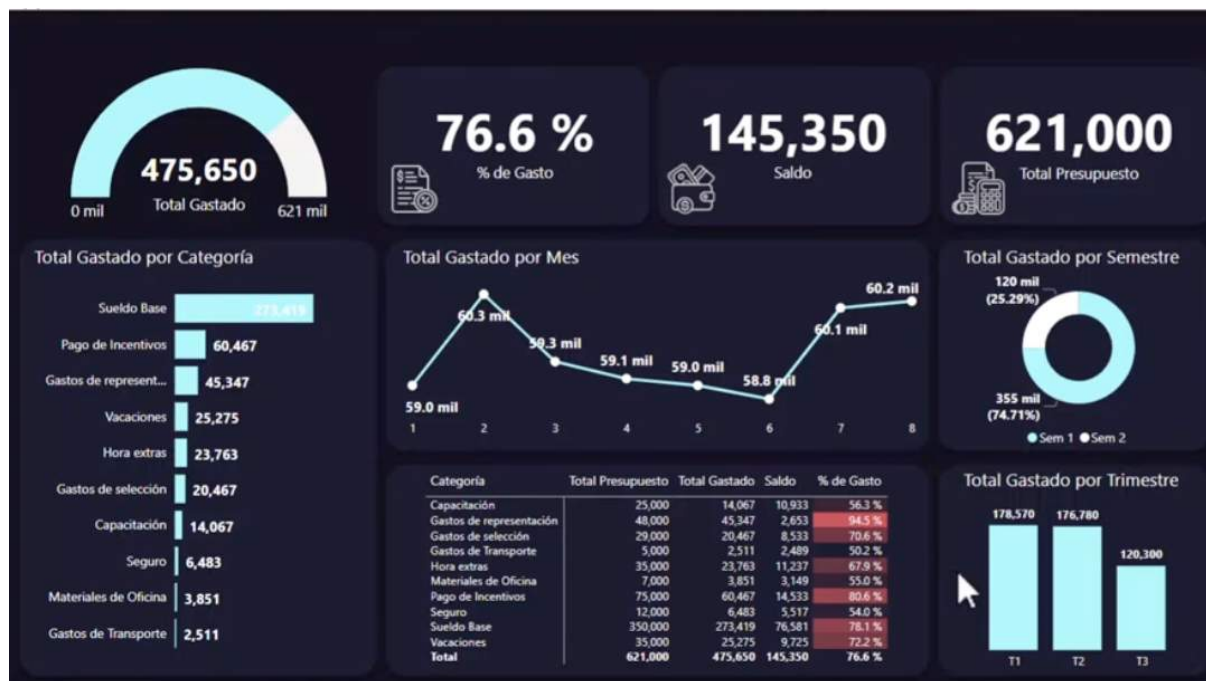 475,650
Total Gastado
0 mil
621 mil
76.6 %
% de Gasto
145,350
Saldo
621,000
Total Presupuesto
Total Gastado por Categoría
Sueldo Base 273,419
Pago de Incentivos 60,467
Gastos de represent... 45,347
Vacaciones 25,275
Hora extras 23,763
Gastos de selección 20,467
Capacitación 14,067
Seguro 6,483
Materiales de Oficina 3,851
Gastos de Transporte 2,511
Total Gastado por Mes
59.0 mil
60.3 mil
59.3 mil
59.1 mil
59.0 mil
58.8 mil
60.1 mil
60.2 mil
1 2 3 4 5 6 7 8
Total Gastado por Semestre
120 mil
(25.29%)
355 mil
(74.71%)
Sem 1 Sem 2
Categoría Total Presupuesto Total Gastado Saldo % de Gasto
Capacitación 25,000 14,067 10,933 56.3 %
Gastos de representación 48,000 45,347 2,653 94.5 %
Gastos de selección 29,000 20,467 8,533 70.6 %
Gastos de Transporte 5,000 2,511 2,489 50.2 %
Hora extras 35,000 23,763 11,237 67.9 %
Materiales de Oficina 7,000 3,851 3,149 55.0 %
Pago de Incentivos 75,000 60,467 14,533 80.6 %
Seguro 12,000 6,483 5,517 54.0 %
Sueldo Base 350,000 273,419 76,581 78.1 %
Vacaciones 35,000 25,275 9,725 72.2 %
Total 621,000 475,650 145,350 76.6 %
Total Gastado por Trimestre
178,570 176,780 120,300
T1 T2 T3